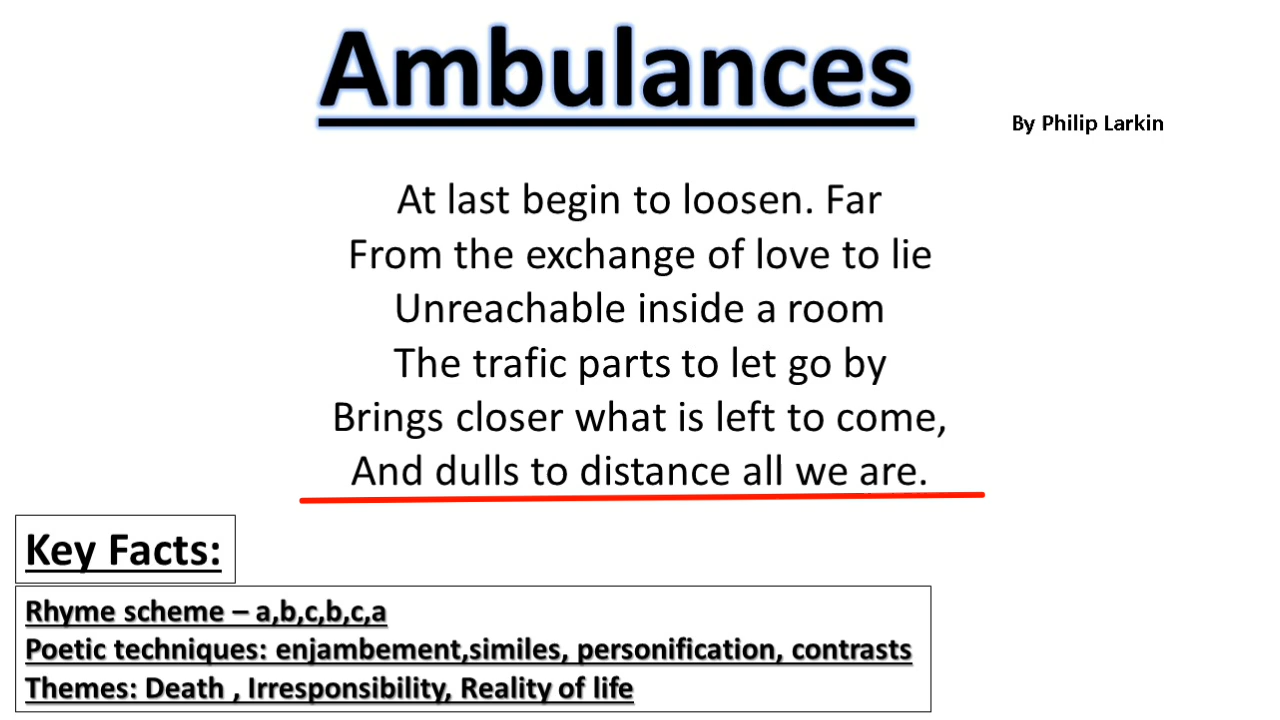 Ambulances
By Philip Larkin
At last begin to loosen. Far
From the exchange of love to lie
Unreachable inside a room
The trafic parts to let go by
Brings closer what is left to come,
And dulls to distance all we are.
Key Facts:
Rhyme scheme – a,b,c,b,c,a
Poetic techniques: enjambement,similes, personification, contrasts
Themes: Death , Irresponsibility, Reality of life